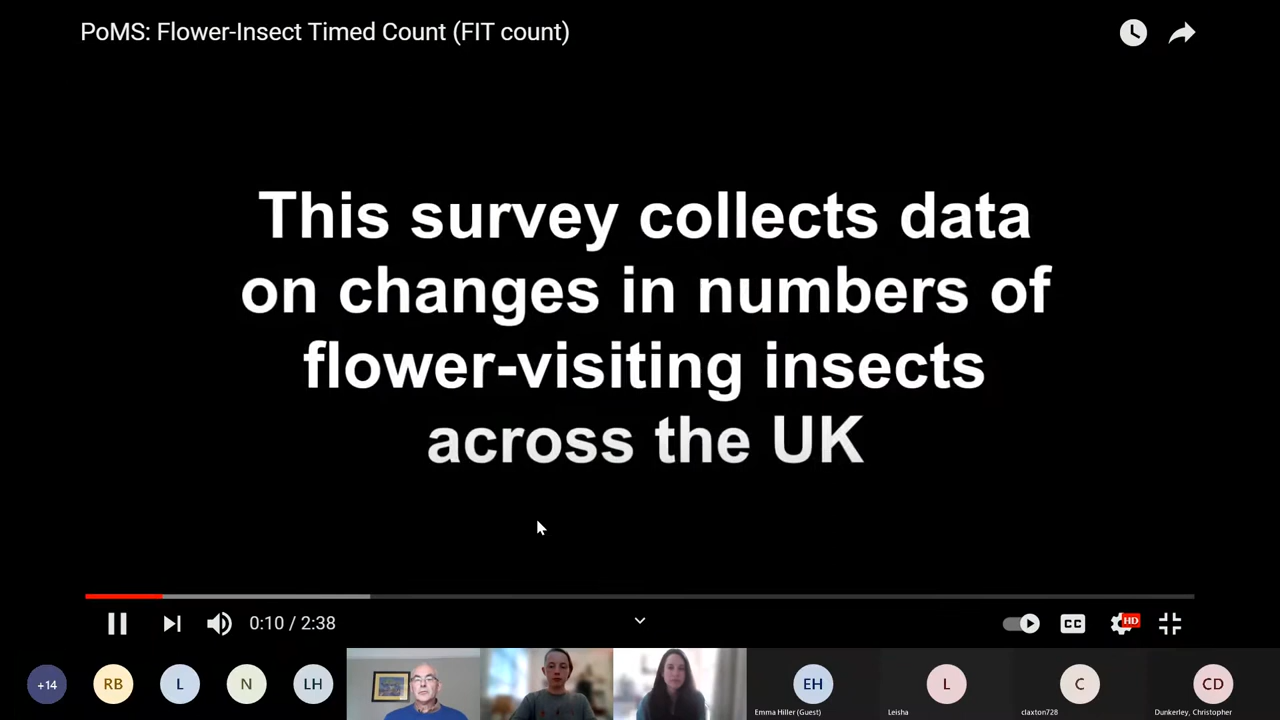 PoMS: Flower-Insect Timed Count (FIT count)
This survey collects data
on changes in numbers of
flower-visiting insects
across the UK
0:10 / 2:38
CC
HD
+14
RB
L
N
LH
EH
L
C
CD
Emma Hiller (Guest)
Leisha
claxton728
Dunkerley, Christopher